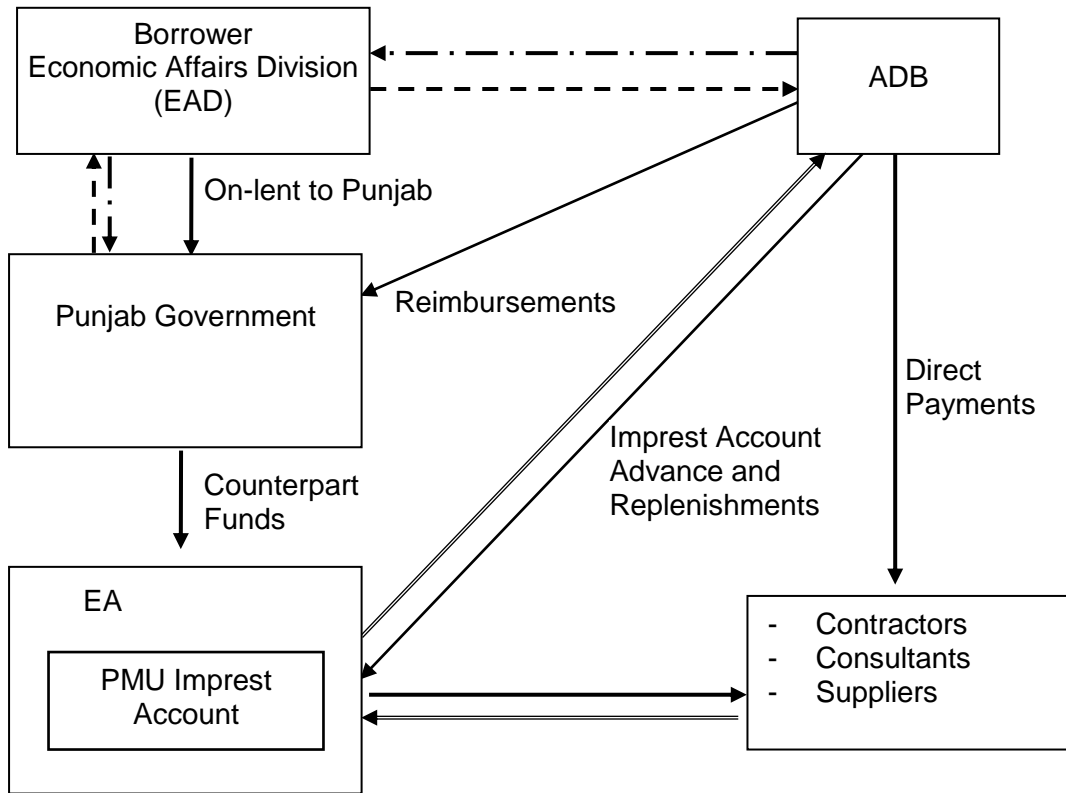 Borrower
Economic Affairs Division
(EAD)
ADB
On-lent to Punjab
Punjab Government
Reimbursements
Direct
Payments
Imprest Account
Advance and
Replenishments
Counterpart
Funds
EA
PMU Imprest
Account
- Contractors
- Consultants
- Suppliers